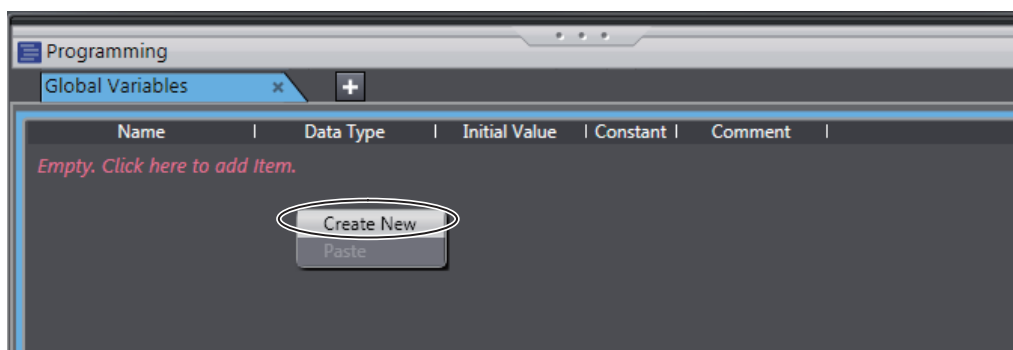 Programming
Global Variables
Name Data Type Initial Value Constant Comment
Empty. Click here to add Item.
Create New
Paste